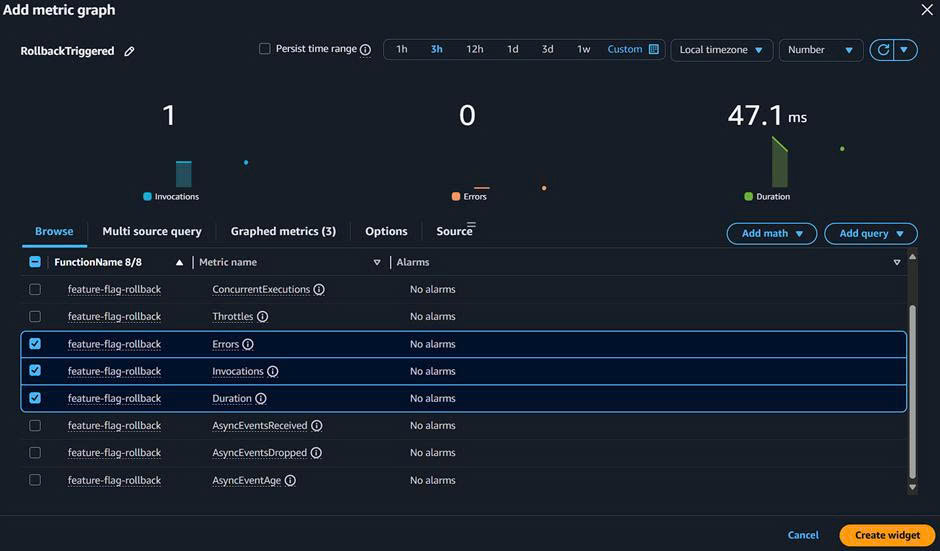 Add metric graph
RollbackTriggered Persist time range 1h 3h 12h 1d 3d 1w Custom Local timezone Number
1 0 47.1 ms
Invocations Errors Duration
Browse Multi source query Graphed metrics (3) Options Source Add math Add query
FunctionName 8/8 Metric name Alarms
feature-flag-rollback ConcurrentExecutions No alarms
feature-flag-rollback Throttles No alarms
feature-flag-rollback Errors No alarms
feature-flag-rollback Invocations No alarms
feature-flag-rollback Duration No alarms
feature-flag-rollback AsyncEventsReceived No alarms
feature-flag-rollback AsyncEventsDropped No alarms
feature-flag-rollback AsyncEventAge No alarms
Cancel Create widget